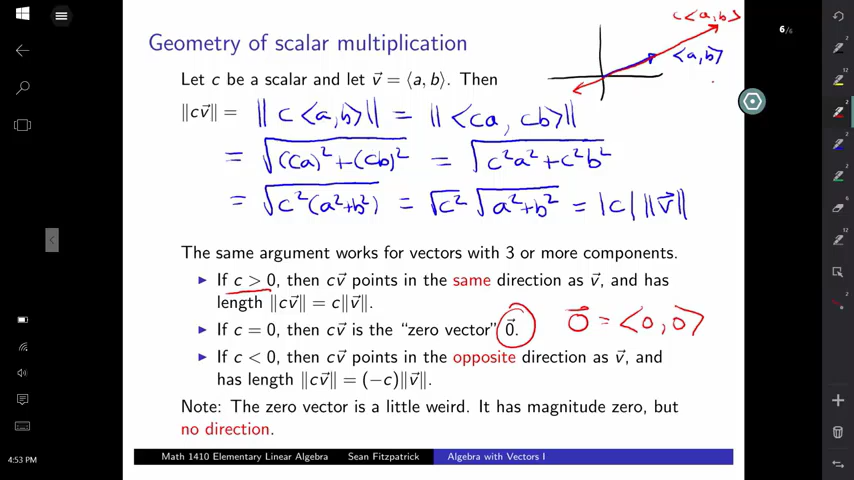 6/6
c<a,b>
<a,b>
Geometry of scalar multiplication
Let c be a scalar and let v⃗ = ⟨a, b⟩. Then
‖cv⃗‖ = ‖c<a,b>‖ = ‖<ca, cb>‖
= √((ca)²+(cb)²) = √(c²a²+c²b²)
= √(c²(a²+b²)) = √c² √(a²+b²) = |c| ‖v⃗‖
The same argument works for vectors with 3 or more components.
If c > 0, then cv⃗ points in the same direction as v⃗, and has
length ‖cv⃗‖ = c‖v⃗‖.
If c = 0, then cv⃗ is the “zero vector” 0⃗. 0⃗ = <0,0>
If c < 0, then cv⃗ points in the opposite direction as v⃗, and
has length ‖cv⃗‖ = (−c)‖v⃗‖.
Note: The zero vector is a little weird. It has magnitude zero, but
no direction.
Math 1410 Elementary Linear Algebra Sean Fitzpatrick Algebra with Vectors I
4:53 PM